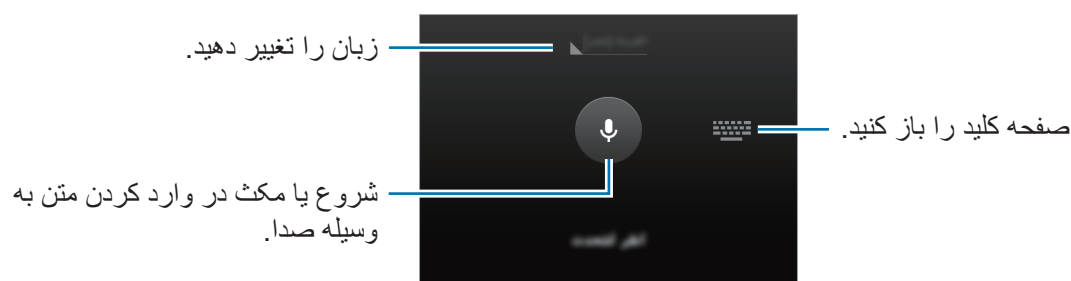 زبان را تغییر دهید.
صفحه کلید را باز کنید.
شروع یا مکث در وارد کردن متن به
وسیله صدا.